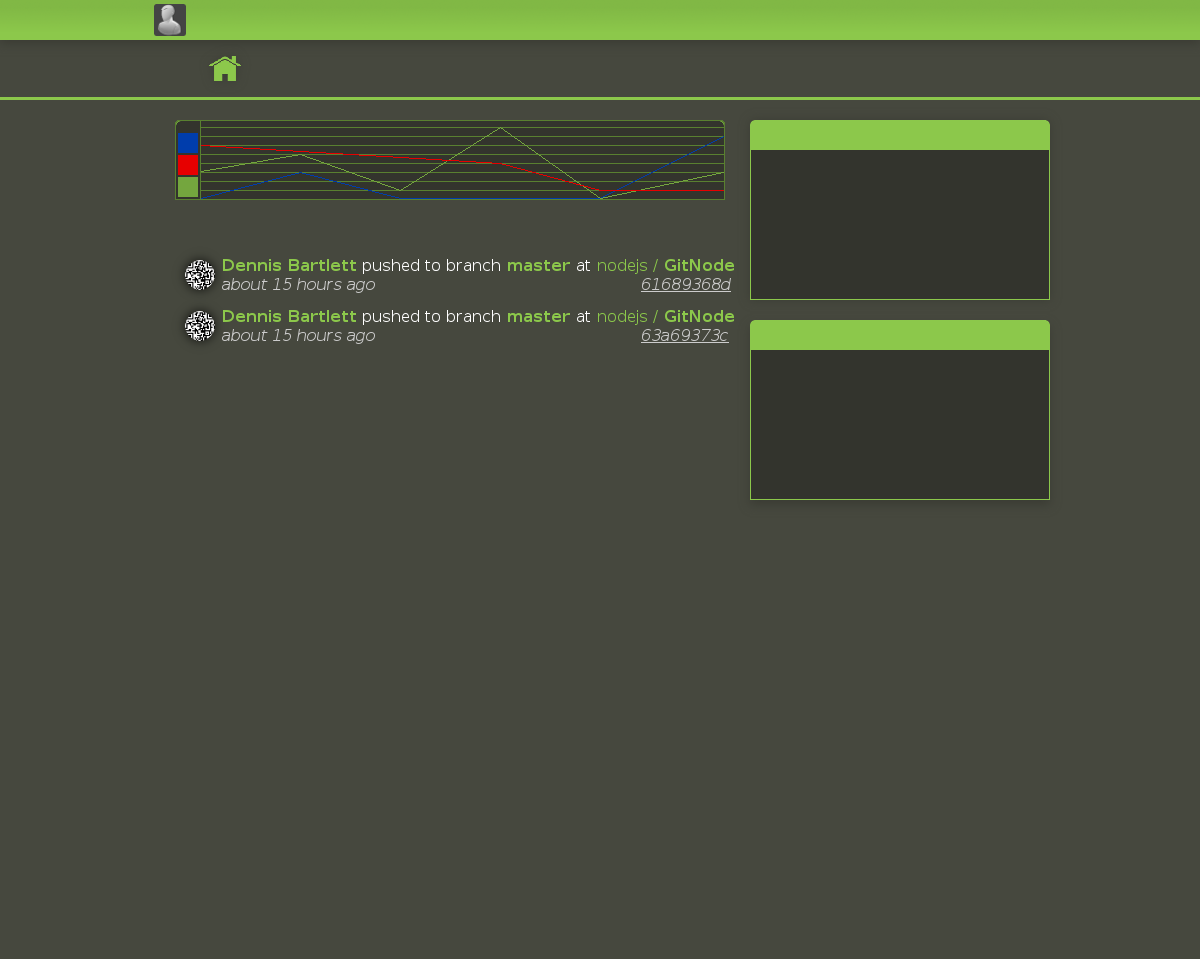 Dennis Bartlett pushed to branch master at nodejs / GitNode
about 15 hours ago 61689368d
Dennis Bartlett pushed to branch master at nodejs / GitNode
about 15 hours ago 63a69373c